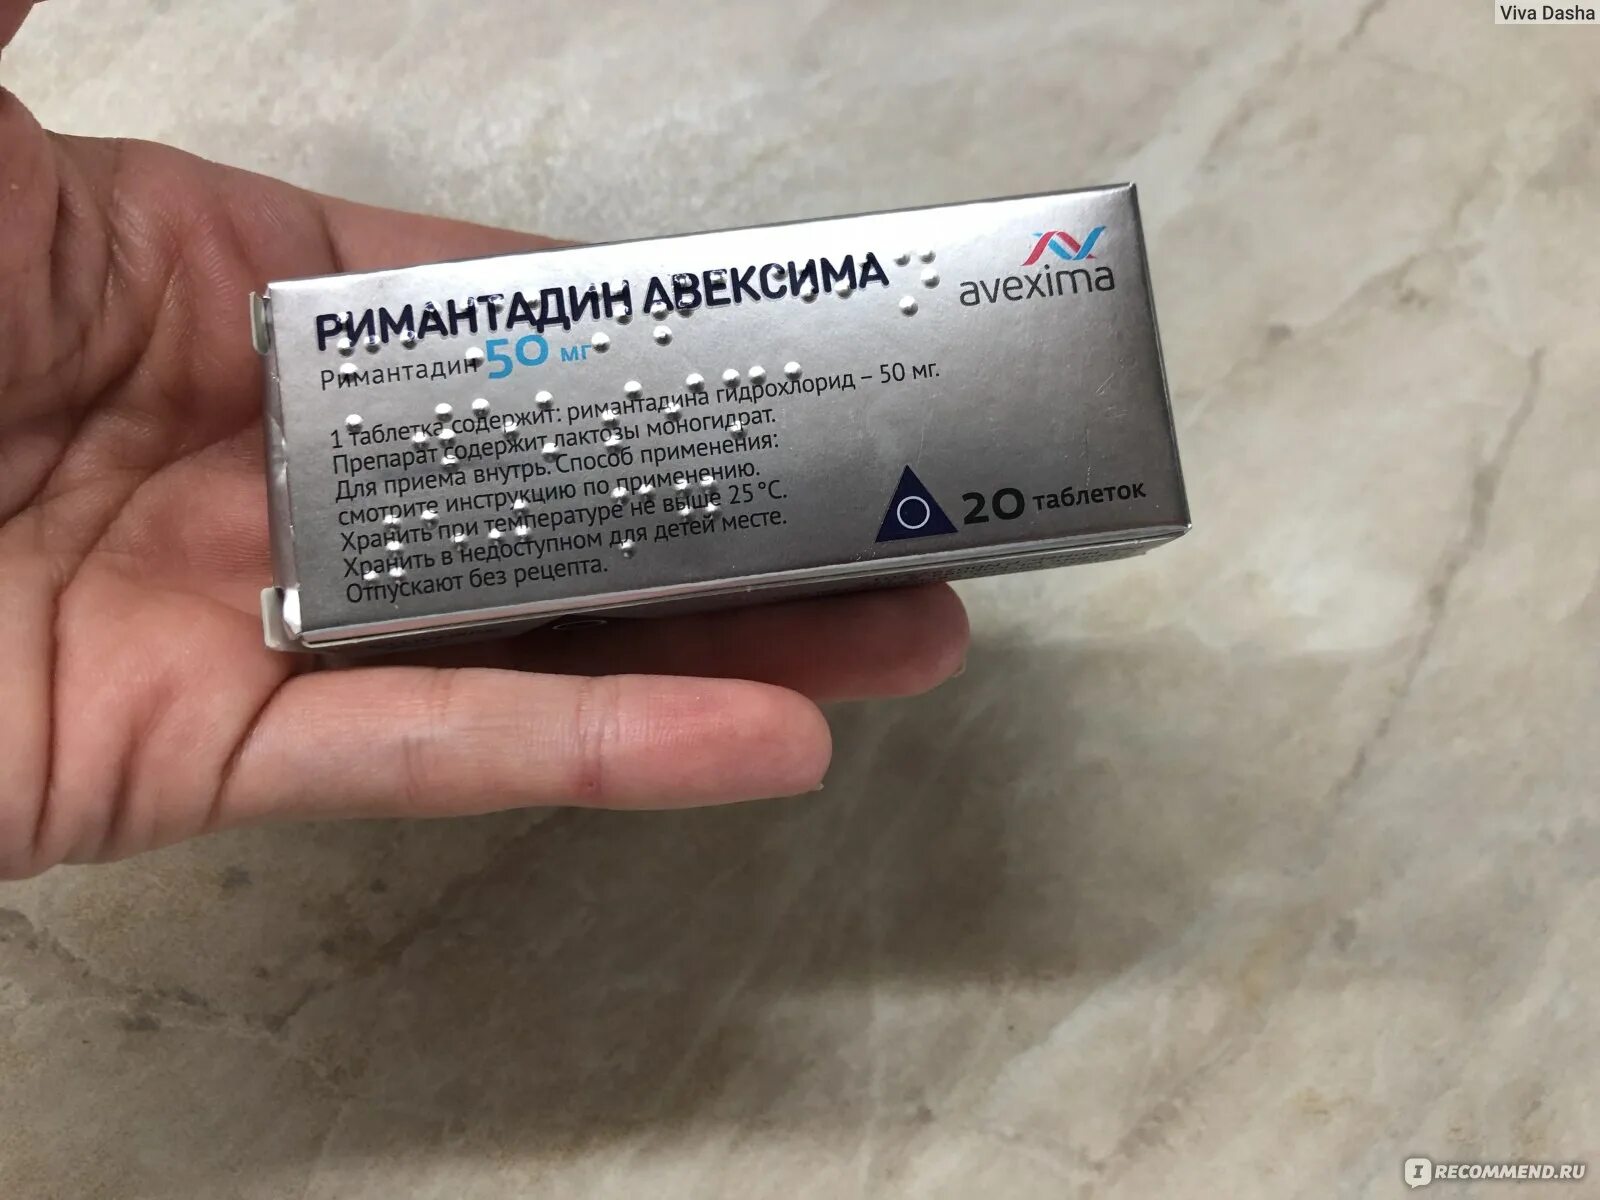 Viva Dasha
РИМАНТАДИН АВЕКСИМА
avexima
Римантадин 50 мг
1 таблетка содержит: римантадина гидрохлорид – 50 мг.
Препарат содержит лактозы моногидрат.
Для приема внутрь. Способ применения:
смотрите инструкцию по применению.
Хранить при температуре не выше 25 °С.
Хранить в недоступном для детей месте.
Отпускают без рецепта.
20 таблеток
IRECOMMEND.RU